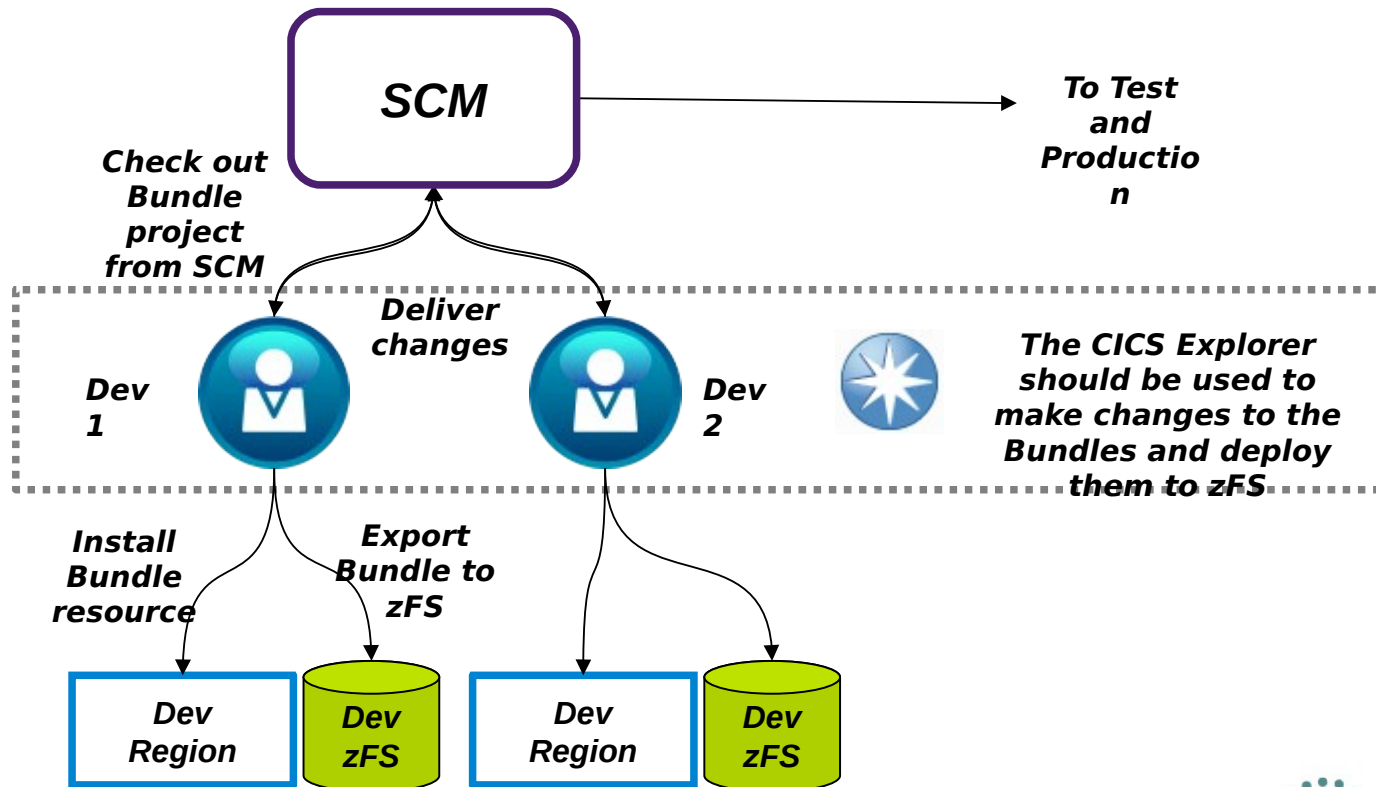 SCM
To Test
and
Productio
n
Check out
Bundle
project
from SCM
Deliver
changes
Dev
1
Dev
2
The CICS Explorer
should be used to
make changes to the
Bundles and deploy
them to zFS
Install
Bundle
resource
Export
Bundle to
zFS
Dev
Region
Dev
zFS
Dev
Region
Dev
zFS